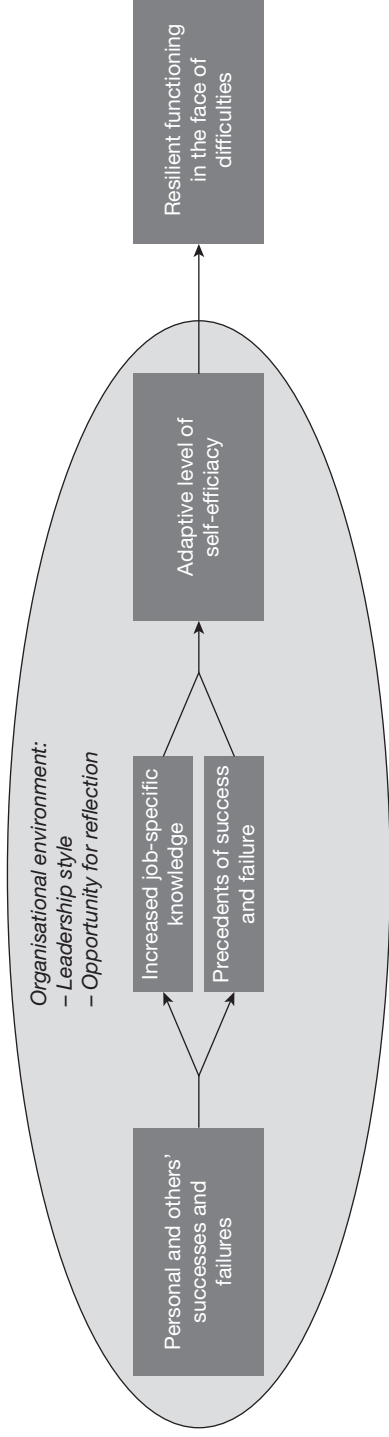 Organisational environment:
– Leadership style
– Opportunity for reflection
Personal and others'
successes and
failures
Increased job-specific
knowledge
Precedents of success
and failure
Adaptive level of
self-efficiacy
Resilient functioning
in the face of
difficulties